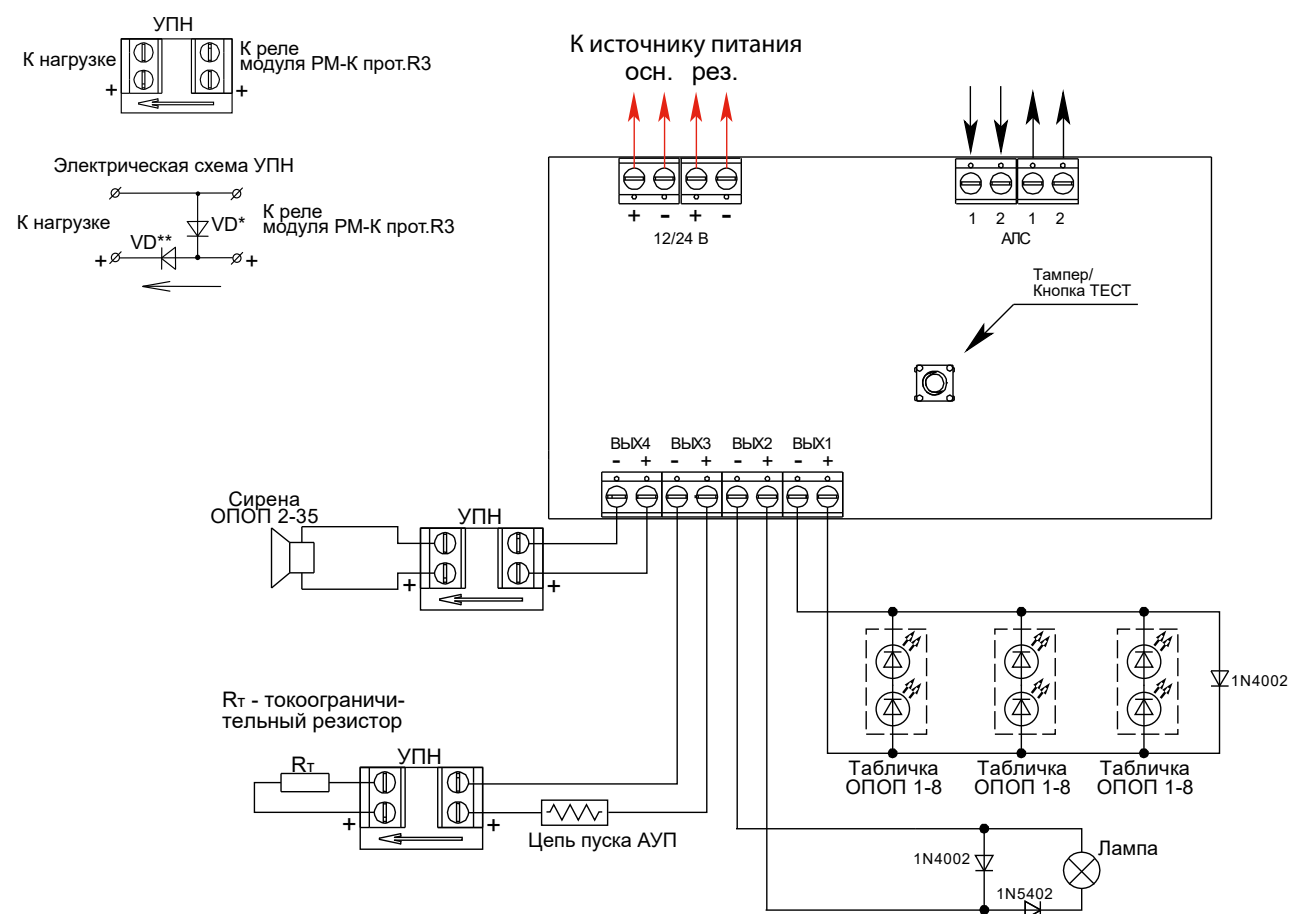 УПН
К нагрузке
К реле
модуля РМ-К прот.R3
+ +
Электрическая схема УПН
К нагрузке
VD*
К реле
модуля РМ-К прот.R3
VD**
+ +
К источнику питания
осн. рез.
+ - + -
12/24 В
1 2 1 2
АЛС
Тампер/
Кнопка ТЕСТ
ВЫХ4 ВЫХ3 ВЫХ2 ВЫХ1
- + - + - + - +
Сирена
ОПОП 2-35
УПН
+ +
1N4002
Табличка
ОПОП 1-8
Табличка
ОПОП 1-8
Табличка
ОПОП 1-8
Rт - токоограничи-
тельный резистор
УПН
Rт
+ +
Цепь пуска АУП
1N4002
Лампа
1N5402